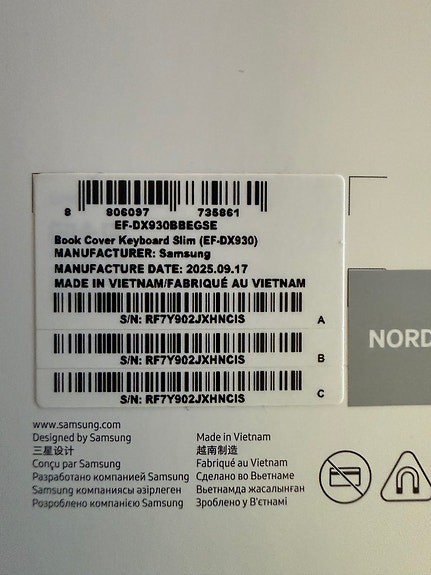 8 806097 735861
EF-DX930BBEGSE
Book Cover Keyboard Slim (EF-DX930)
MANUFACTURER: Samsung
MANUFACTURE DATE: 2025.09.17
MADE IN VIETNAM/FABRIQUÉ AU VIETNAM
S/N: RF7Y902JXHNCIS A
S/N: RF7Y902JXHNCIS B
S/N: RF7Y902JXHNCIS C
NORD
www.samsung.com
Designed by Samsung
三星设计
Conçu par Samsung
Разработано компанией Samsung
Samsung компаниясы әзірлеген
Розроблено компанією Samsung
Made in Vietnam
越南制造
Fabriqué au Vietnam
Сделано во Вьетнаме
Вьетнамда жасалынған
Зроблено у В'єтнамі